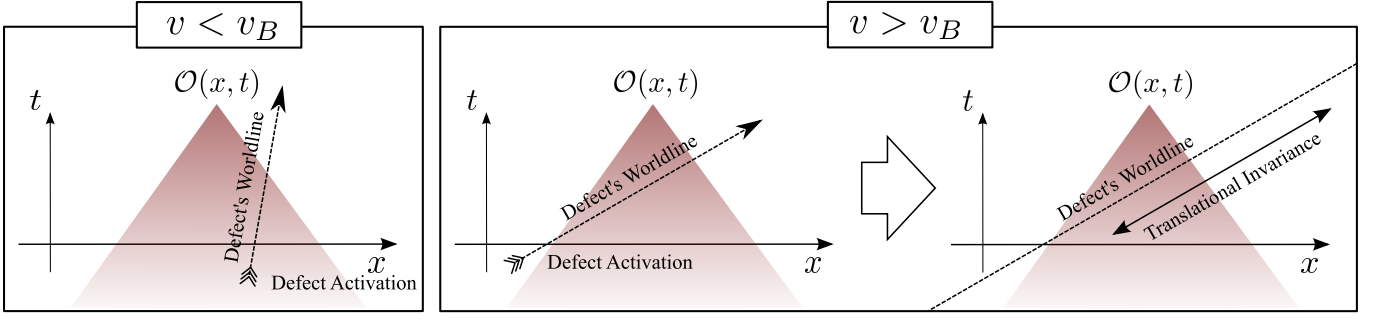 v < v_B
𝒪(x, t)
t
Defect's Worldline
x
Defect Activation
v > v_B
𝒪(x, t)
t
Defect's Worldline
x
Defect Activation
𝒪(x, t)
t
Defect's Worldline
Translational Invariance
x